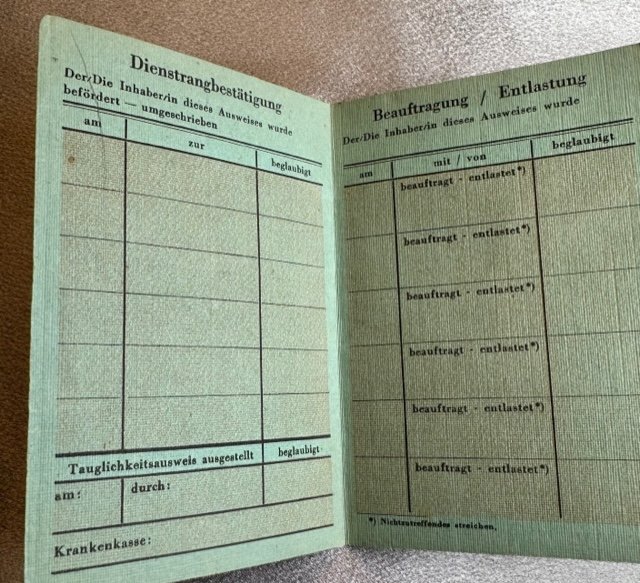 Dienstrangbestätigung
Der/Die Inhaber/in dieses Ausweises wurde
befördert — umgeschrieben
am zur beglaubigt
Tauglichkeitsausweis ausgestellt beglaubigt
am: durch:
Krankenkasse:
Beauftragung / Entlastung
Der/Die Inhaber/in dieses Ausweises wurde
am mit / von beglaubigt
beauftragt - entlastet*)
beauftragt - entlastet*)
beauftragt - entlastet*)
beauftragt - entlastet*)
beauftragt - entlastet*)
beauftragt - entlastet*)
*) Nichtzutreffendes streichen.